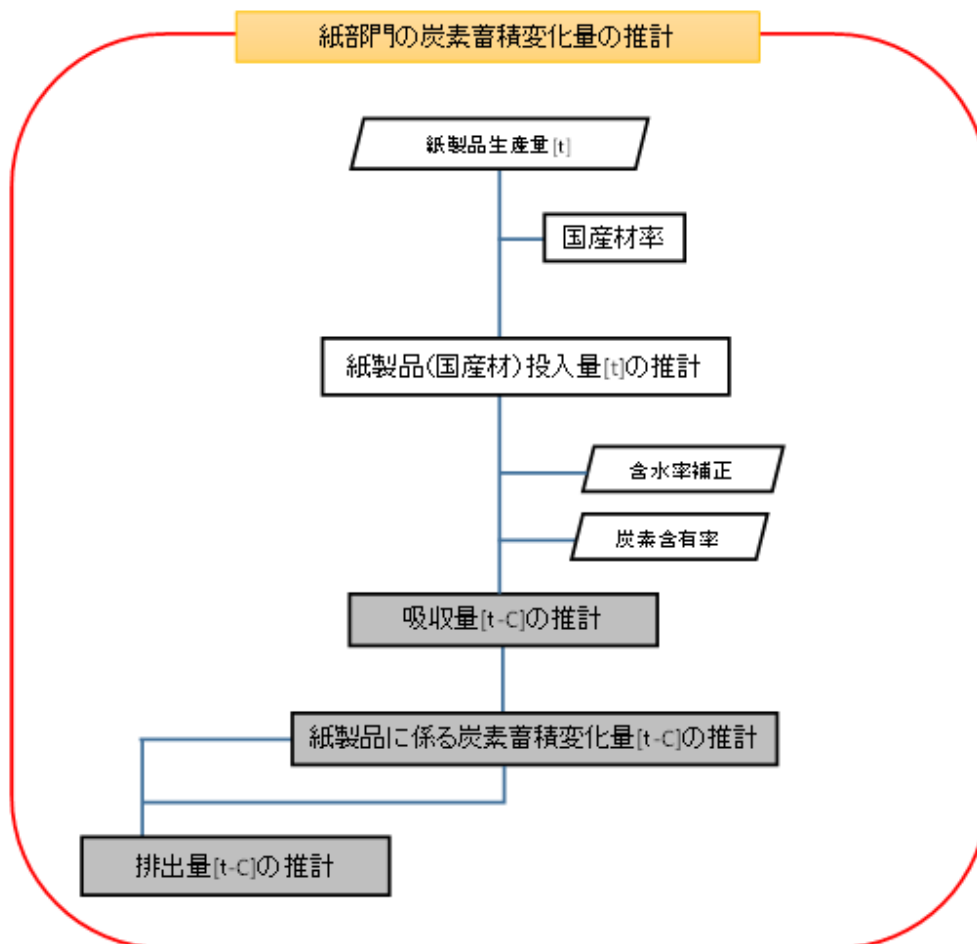 紙部門の炭素蓄積変化量の推計
紙製品生産量[t]
国産材率
紙製品(国産材)投入量[t]の推計
含水率補正
炭素含有率
吸収量[t-C]の推計
紙製品に係る炭素蓄積変化量[t-C]の推計
排出量[t-C]の推計